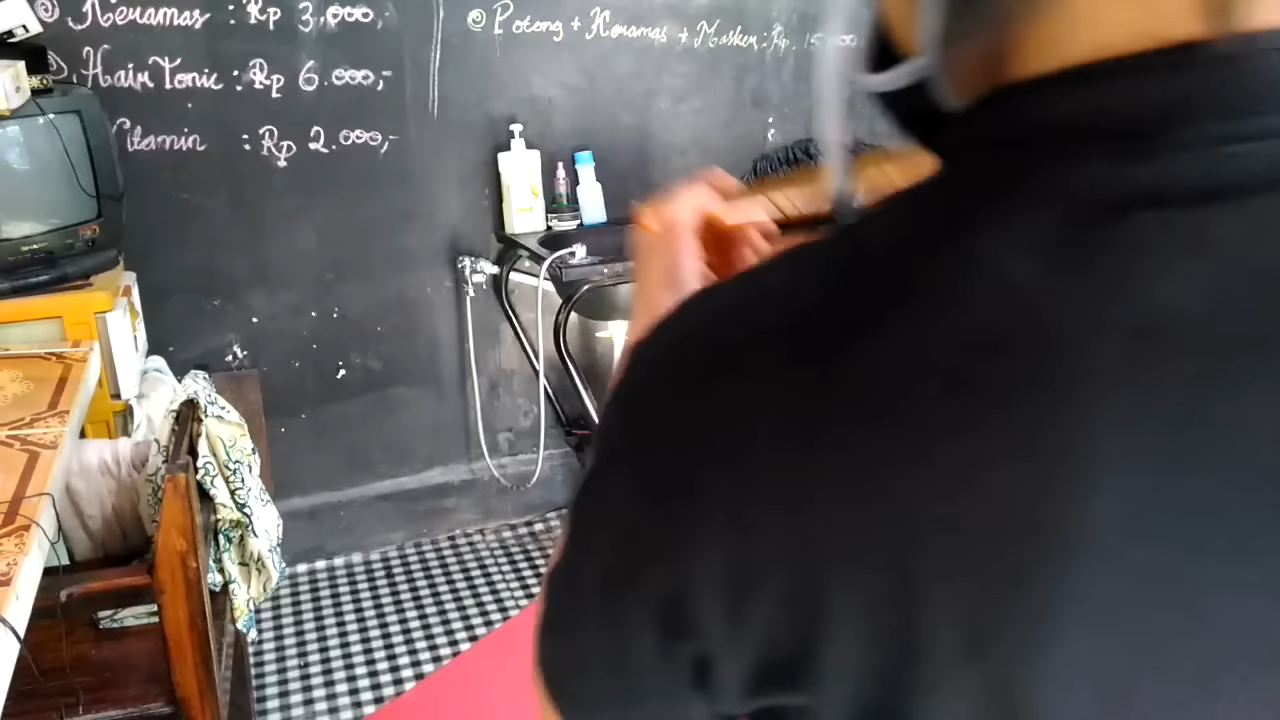 Keramas : Rp 3.000,-
Hair Tonic : Rp 6.000,-
Vitamin : Rp 2.000,-
Potong + Keramas + Masker : Rp. 15.000
SHARP